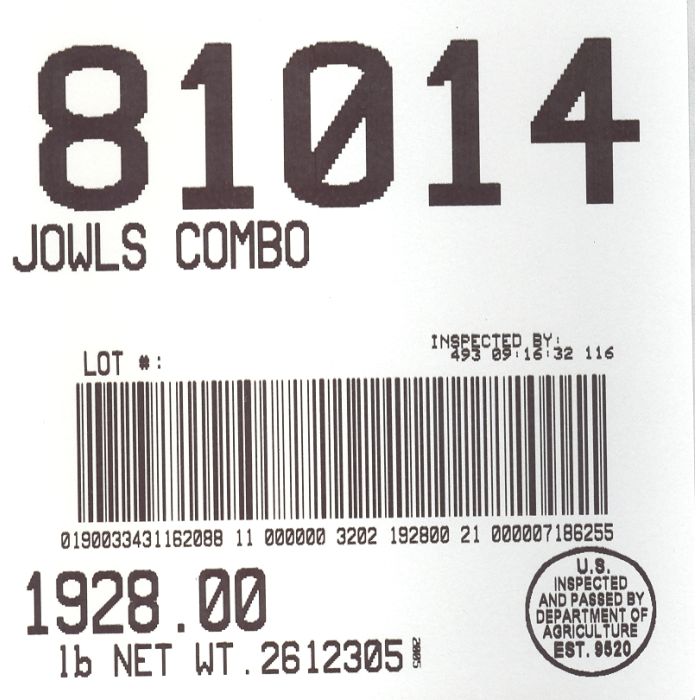 81014
JOWLS COMBO
INSPECTED BY:
493 09:16:32 116
LOT #:
0190033431162088 11 000000 3202 192800 21 000007186255
1928.00
lb NET WT.2612305
2005
U.S.
INSPECTED
AND PASSED BY
DEPARTMENT OF
AGRICULTURE
EST. 9520